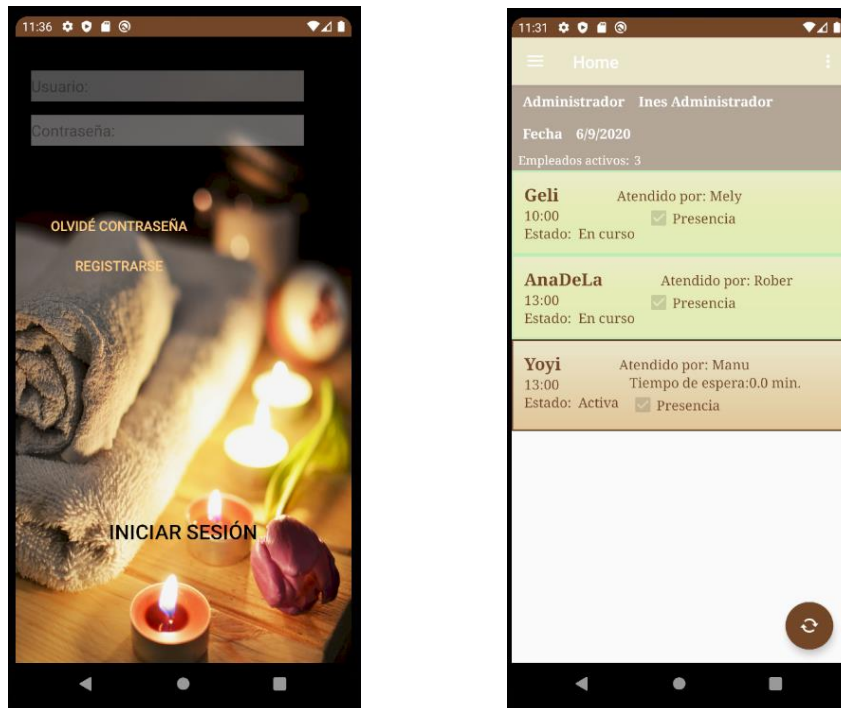 11:36
Usuario:
Contraseña:
OLVIDÉ CONTRASEÑA
REGISTRARSE
INICIAR SESIÓN
11:31
Home
Administrador Ines Administrador
Fecha 6/9/2020
Empleados activos: 3
Geli Atendido por: Mely
10:00 Presencia
Estado: En curso
AnaDeLa Atendido por: Rober
13:00 Presencia
Estado: En curso
Yoyi Atendido por: Manu
13:00 Tiempo de espera:0.0 min.
Estado: Activa Presencia